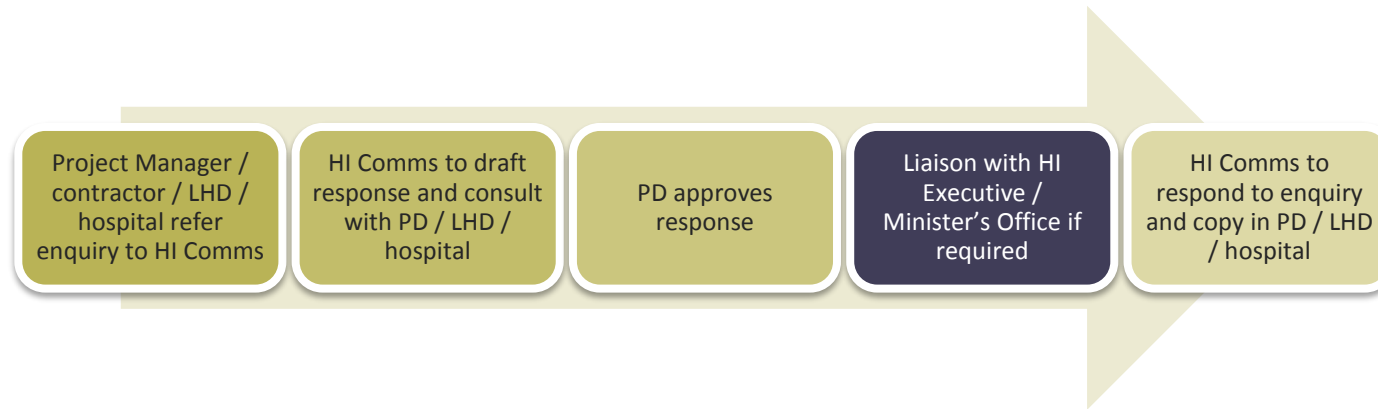 Project Manager /
contractor / LHD /
hospital refer
enquiry to HI Comms
HI Comms to draft
response and consult
with PD / LHD /
hospital
PD approves
response
Liaison with HI
Executive /
Minister’s Office if
required
HI Comms to
respond to enquiry
and copy in PD / LHD
/ hospital